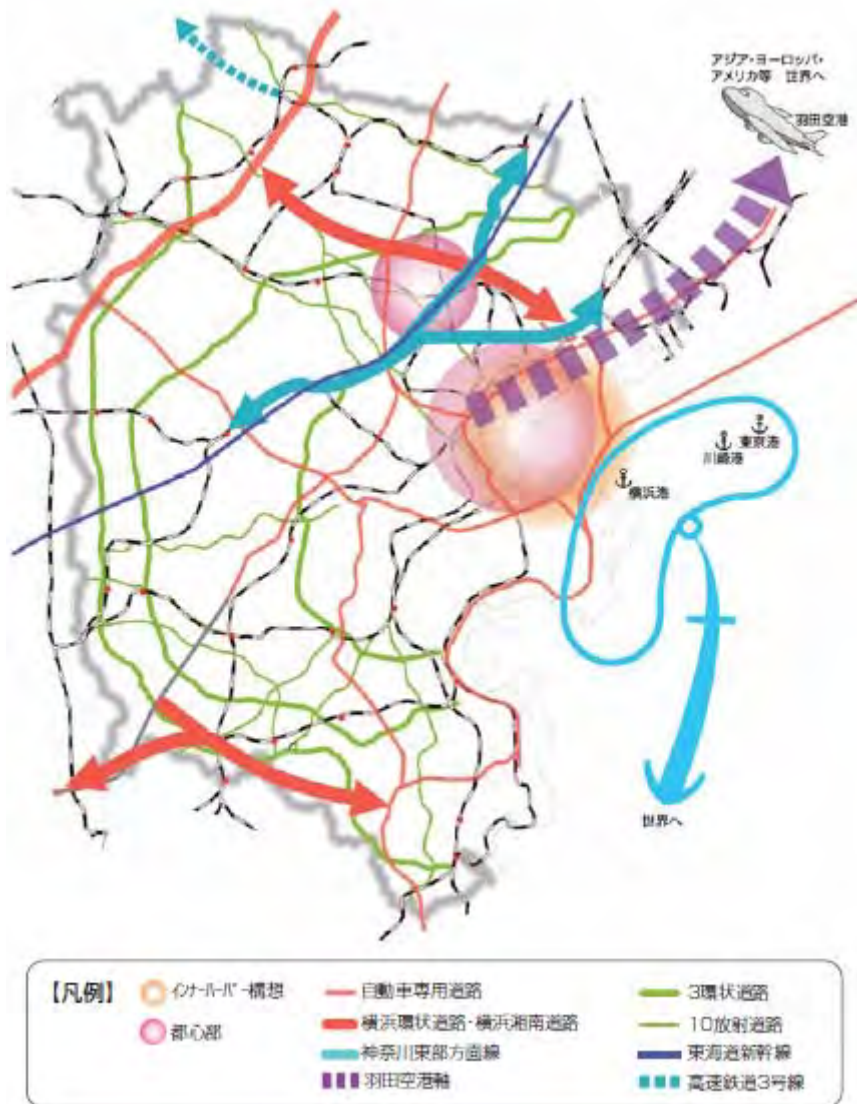 アジア・ヨーロッパ・
アメリカ等　世界へ
羽田空港
東京港
川崎港
横浜港
世界へ
【凡例】
インナーハーバー構想
自動車専用道路
3環状道路
都心部
横浜環状道路・横浜湘南道路
10放射道路
神奈川東部方面線
東海道新幹線
羽田空港軸
高速鉄道3号線